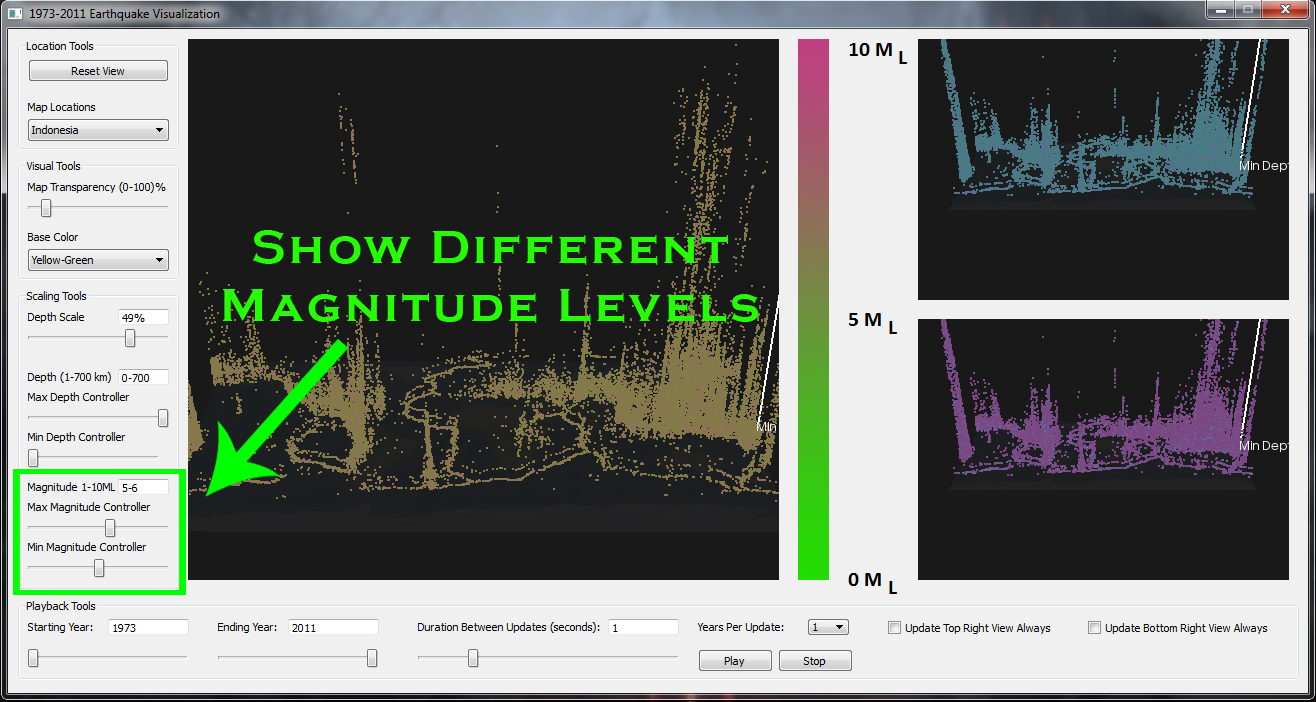 1973-2011 Earthquake Visualization
Location Tools
Reset View
Map Locations
Indonesia
Visual Tools
Map Transparency (0-100)%
Base Color
Yellow-Green
Scaling Tools
Depth Scale 49%
Depth (1-700 km) 0-700
Max Depth Controller
Min Depth Controller
Magnitude 1-10ML 5-6
Max Magnitude Controller
Min Magnitude Controller
Show Different
Magnitude Levels
Min
10 M L
5 M L
0 M L
Min Dep
Min Dep
Playback Tools
Starting Year: 1973 Ending Year: 2011 Duration Between Updates (seconds): 1 Years Per Update: 1 Update Top Right View Always Update Bottom Right View Always
Play Stop